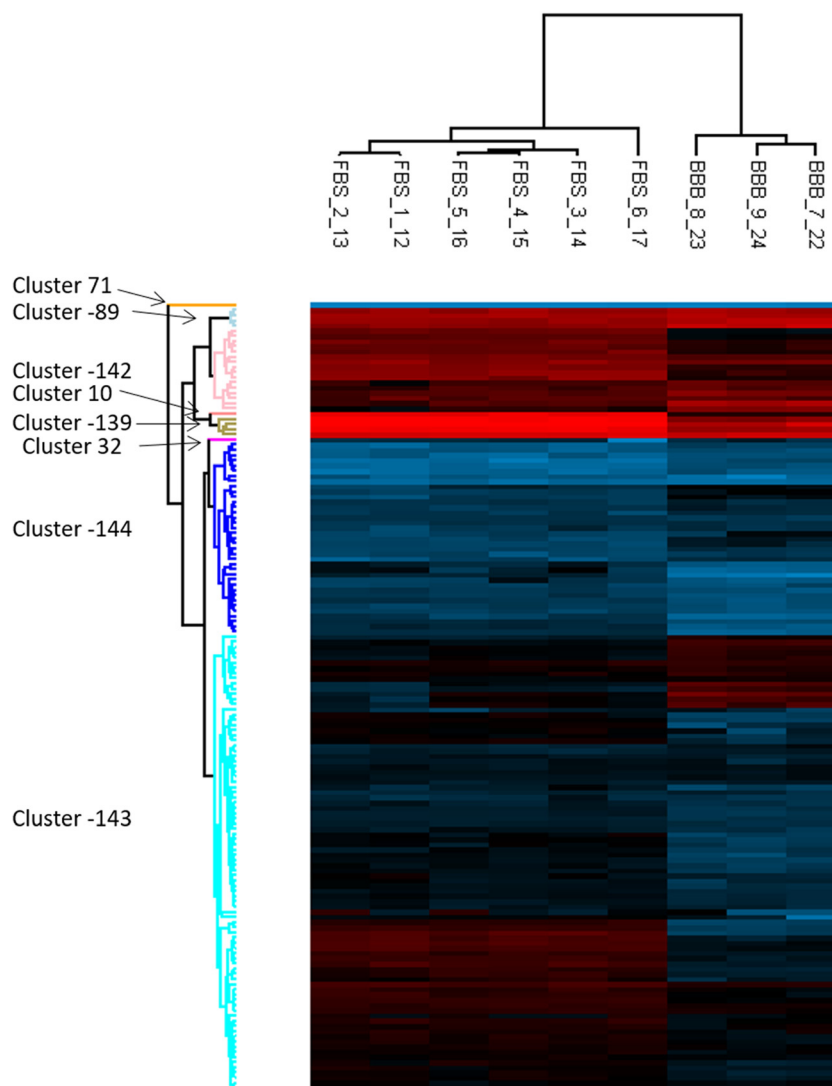 FBS_2_13
FBS_1_12
FBS_5_16
FBS_4_15
FBS_3_14
FBS_6_17
BBB_8_23
BBB_9_24
BBB_7_22
Cluster 71
Cluster -89
Cluster -142
Cluster 10
Cluster -139
Cluster 32
Cluster -144
Cluster -143